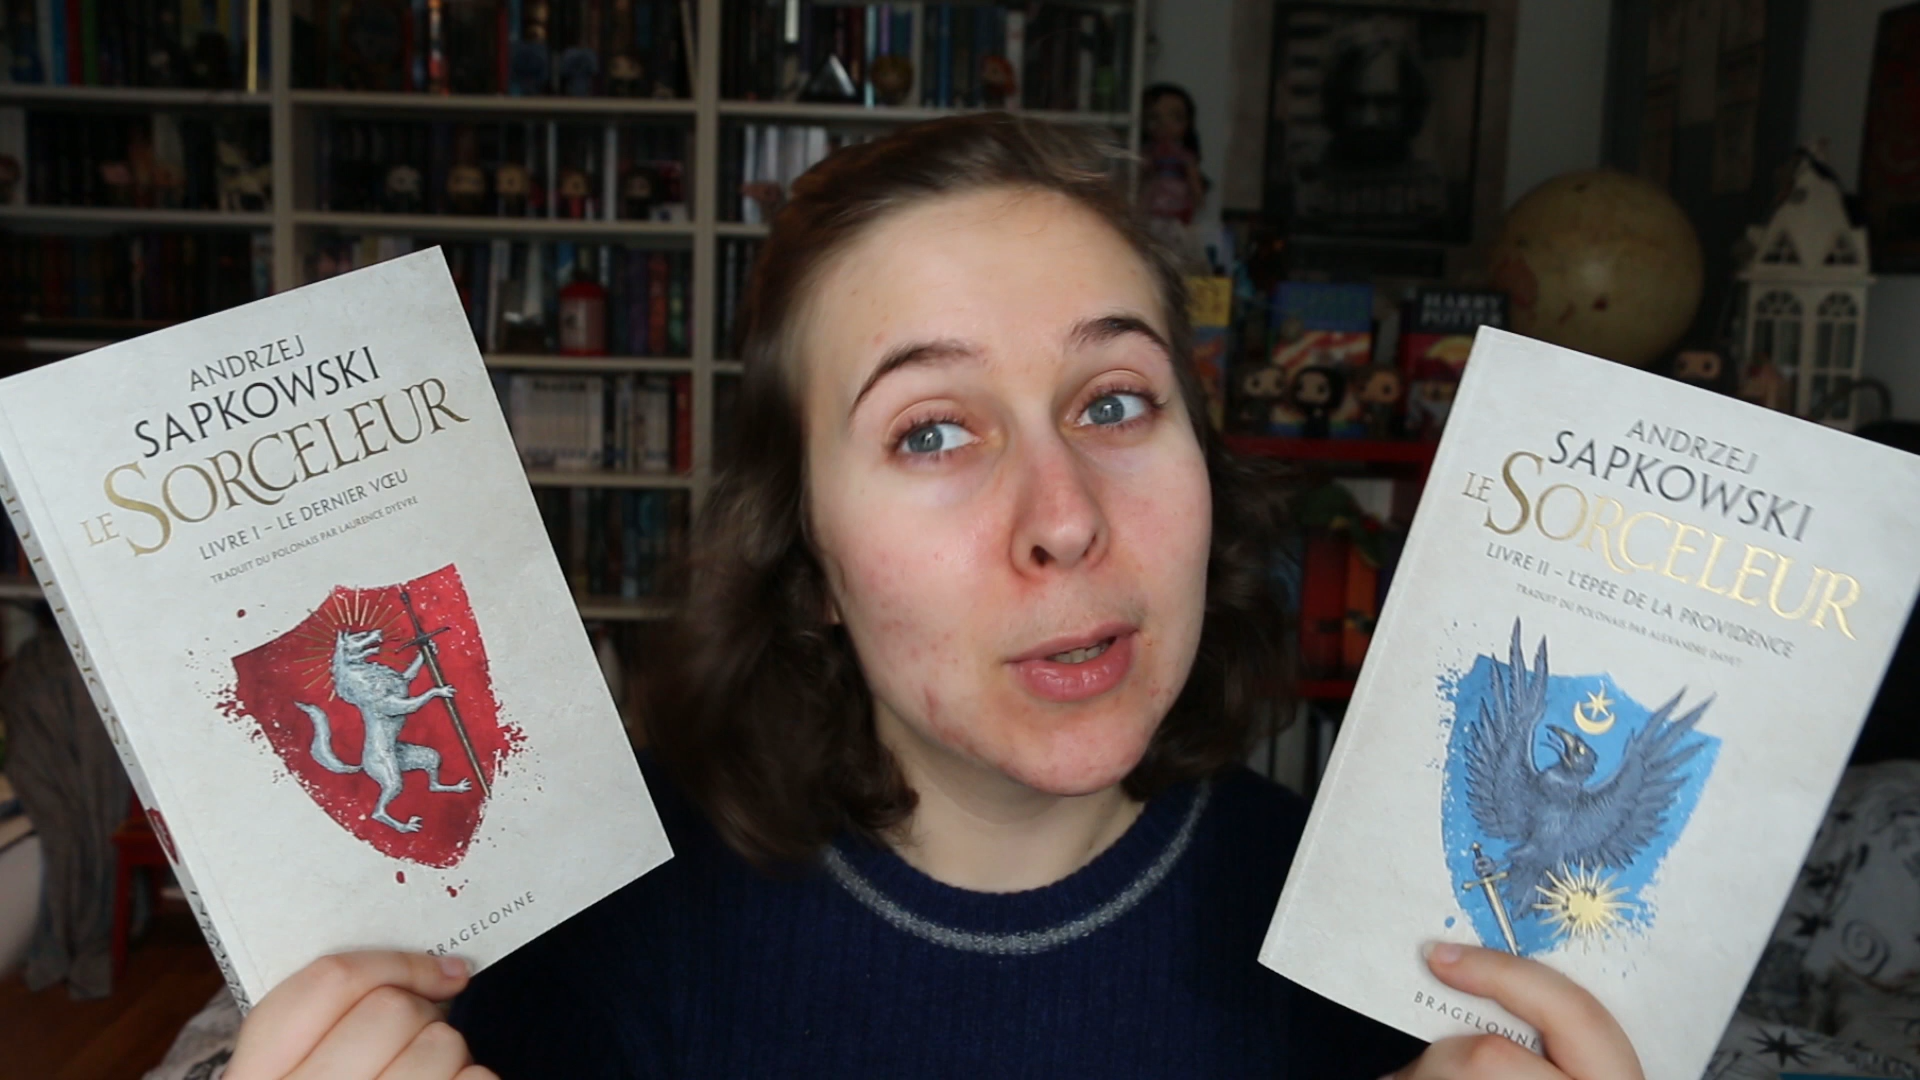 ANDRZEJ
SAPKOWSKI
LE SORCELEUR
LIVRE I – LE DERNIER VŒU
TRADUIT DU POLONAIS PAR LAURENCE DYÈVRE
BRAGELONNE
ANDRZEJ
SAPKOWSKI
LE SORCELEUR
LIVRE II – L'ÉPÉE DE LA PROVIDENCE
TRADUIT DU POLONAIS PAR ALEXANDRE DAYET
BRAGELONNE
HARRY
POTTER